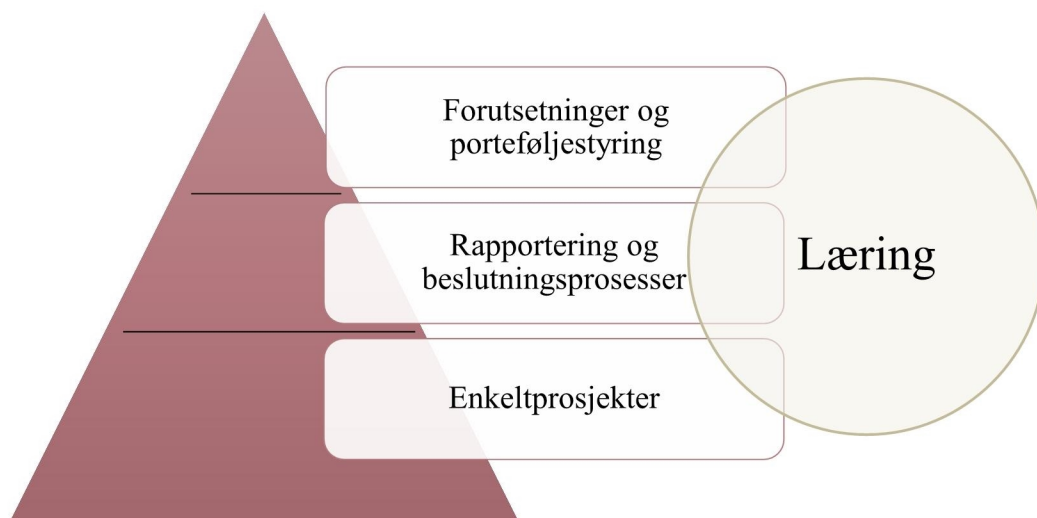 Forutsetninger og
porteføljestyring
Rapportering og
beslutningsprosesser
Læring
Enkeltprosjekter